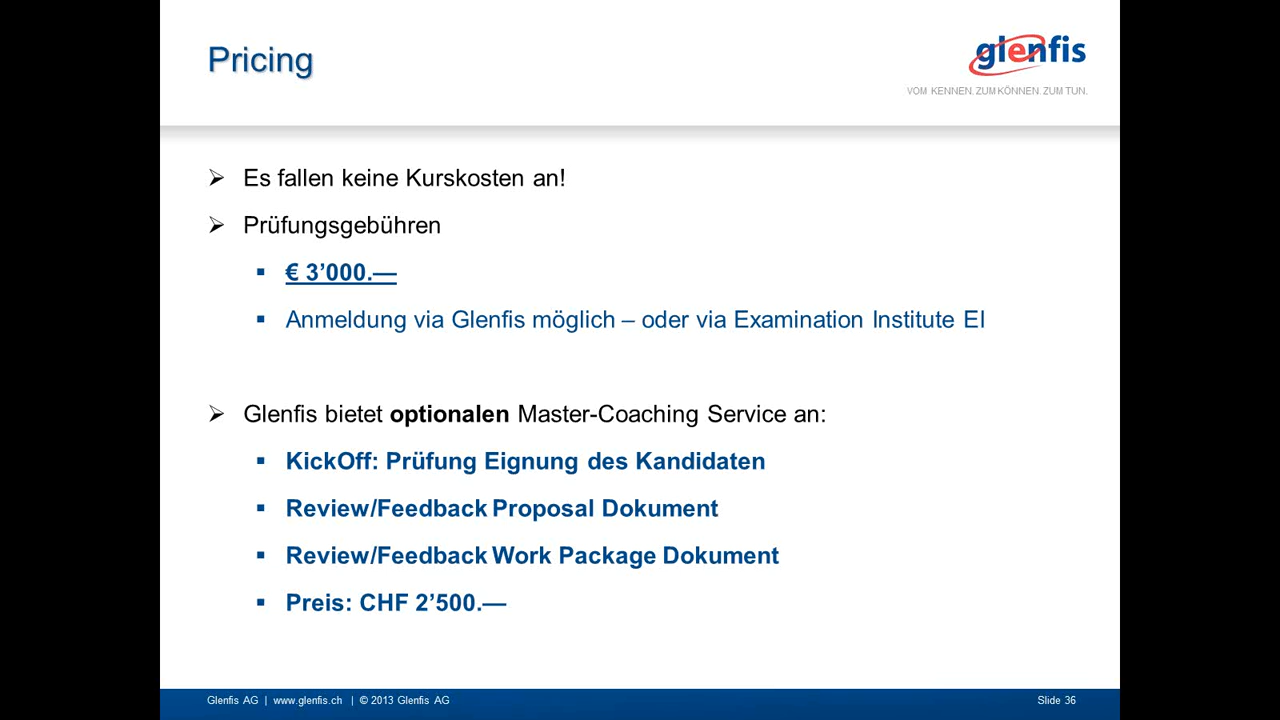 Pricing
glenfis
VOM KENNEN. ZUM KÖNNEN. ZUM TUN.
Es fallen keine Kurskosten an!
Prüfungsgebühren
€ 3’000.—
Anmeldung via Glenfis möglich – oder via Examination Institute EI
Glenfis bietet optionalen Master-Coaching Service an:
KickOff: Prüfung Eignung des Kandidaten
Review/Feedback Proposal Dokument
Review/Feedback Work Package Dokument
Preis: CHF 2’500.—
Glenfis AG | www.glenfis.ch | © 2013 Glenfis AG
Slide 36